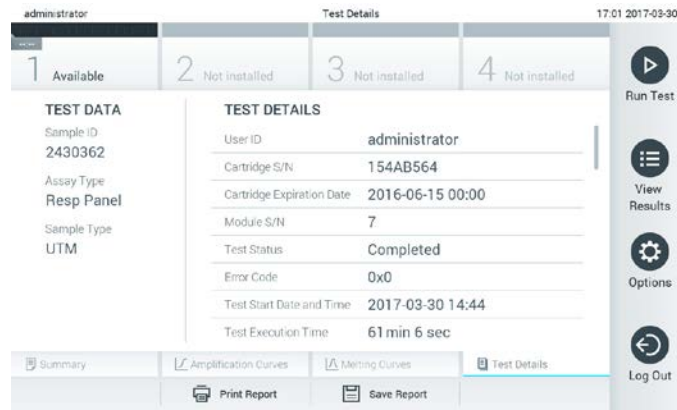 administrator Test Details 17:01 2017-03-30
1 Available 2 Not installed 3 Not installed 4 Not installed
Run Test
TEST DATA
Sample ID
2430362
Assay Type
Resp Panel
Sample Type
UTM
TEST DETAILS
User ID administrator
Cartridge S/N 154AB564
Cartridge Expiration Date 2016-06-15 00:00
Module S/N 7
Test Status Completed
Error Code 0x0
Test Start Date and Time 2017-03-30 14:44
Test Execution Time 61 min 6 sec
View
Results
Options
Log Out
Summary Amplification Curves Melting Curves Test Details
Print Report Save Report